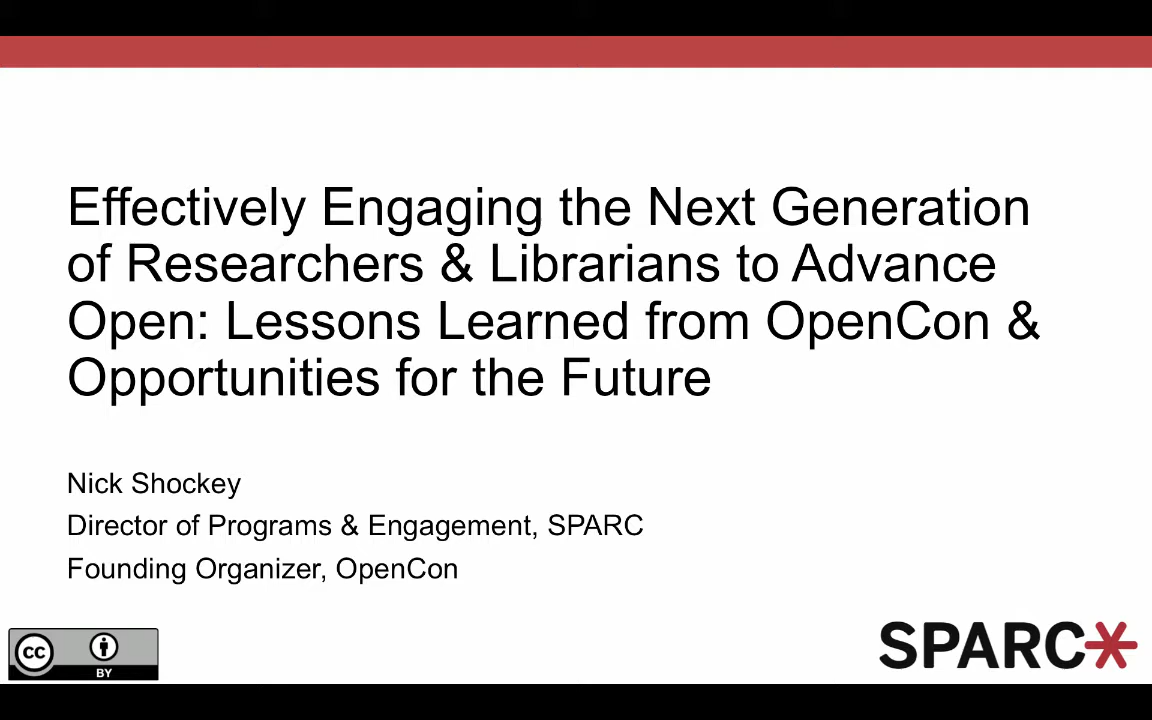 Effectively Engaging the Next Generation
of Researchers & Librarians to Advance
Open: Lessons Learned from OpenCon &
Opportunities for the Future
Nick Shockey
Director of Programs & Engagement, SPARC
Founding Organizer, OpenCon
cc
BY
SPARC*